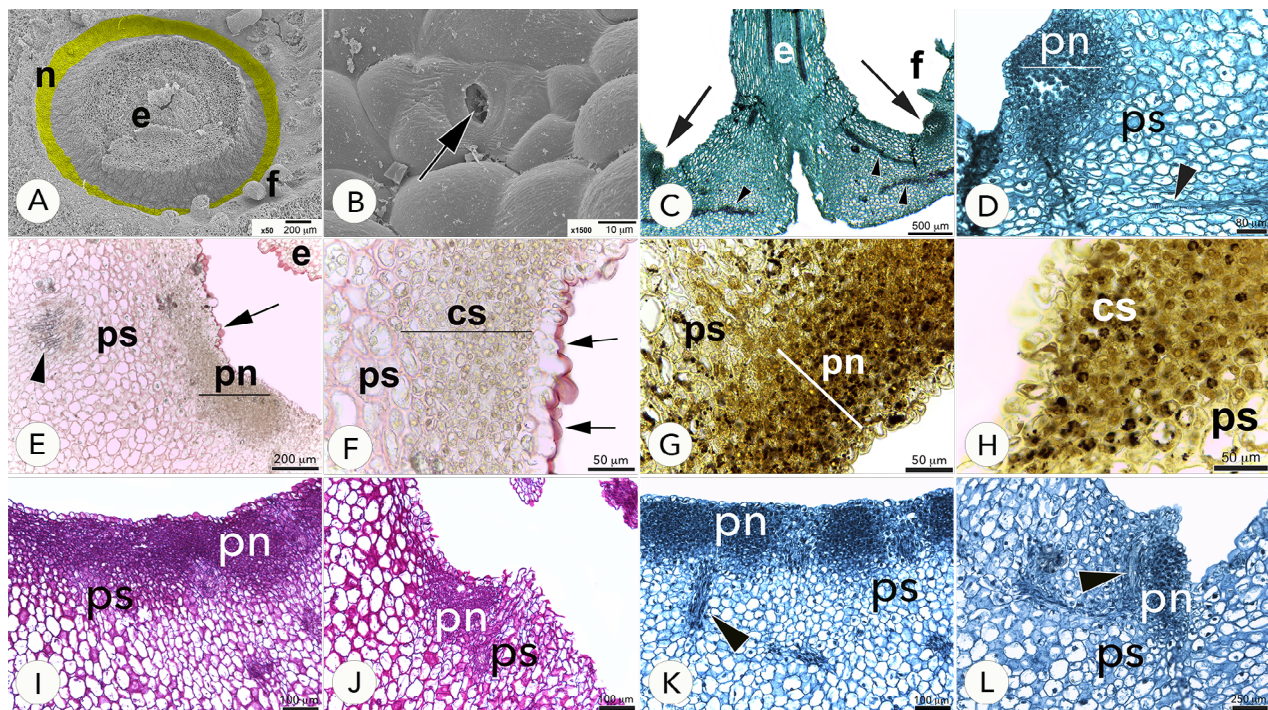 n
e
f
A
x50
200 μm
B
x1500
10 μm
e
f
C
500 μm
pn
ps
D
80 μm
e
ps
pn
E
200 μm
cs
ps
F
50 μm
ps
pn
G
50 μm
cs
ps
H
50 μm
pn
ps
I
100 μm
pn
ps
J
100 μm
pn
ps
K
100 μm
pn
ps
L
250 μm